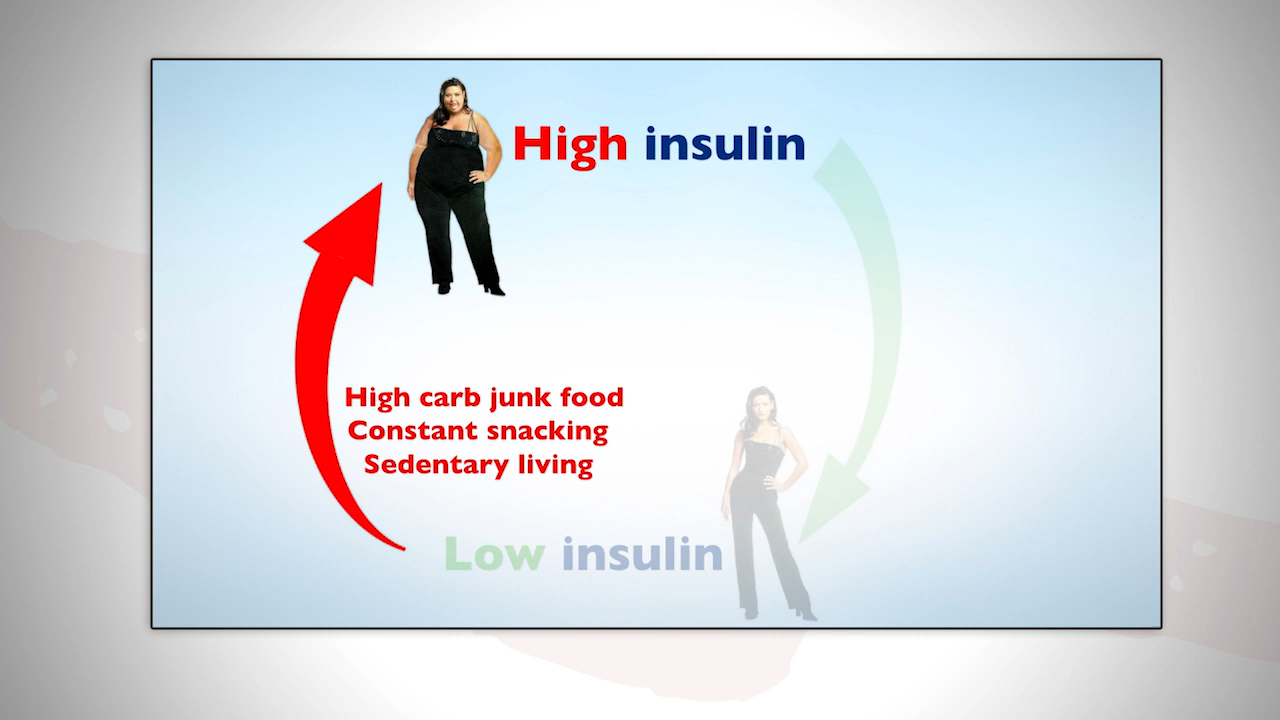 High insulin
High carb junk food
Constant snacking
Sedentary living
Low insulin